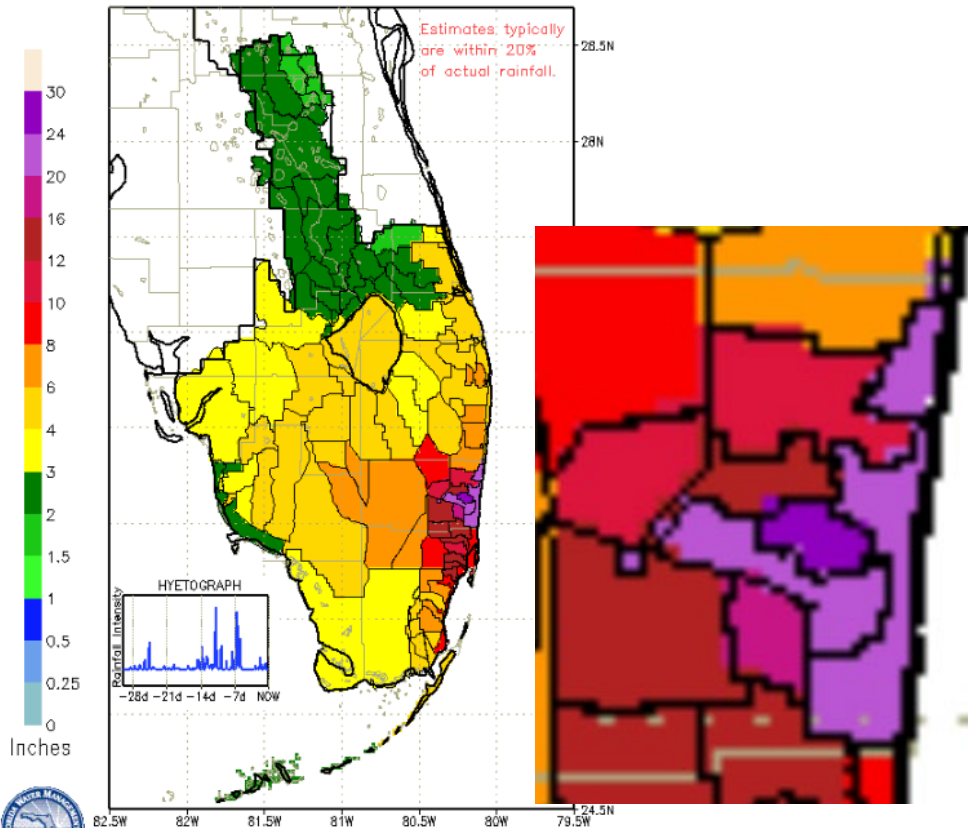 Estimates typically
are within 20%
of actual rainfall.
28.5N
28N
24.5N
30
24
20
16
12
10
8
6
4
3
2
1.5
1
0.5
0.25
0
Inches
HYETOGRAPH
Rainfall Intensity
-28d -21d -14d -7d NOW
82.5W 82W 81.5W 81W 80.5W 80W 79.5W
WATER